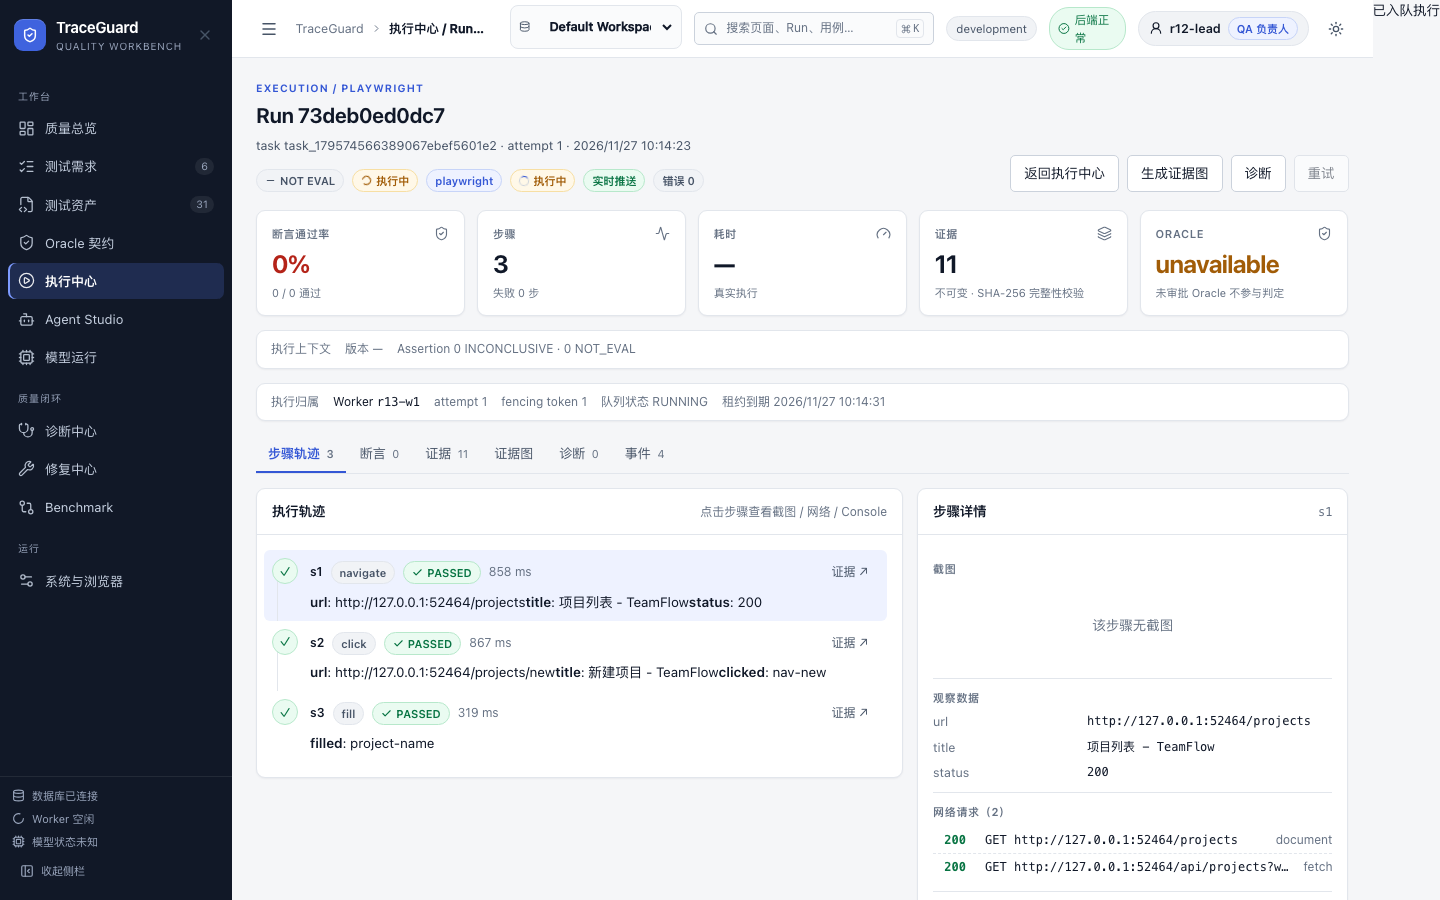 TraceGuard
QUALITY WORKBENCH
工作台
质量总览
测试需求 6
测试资产 31
Oracle 契约
执行中心
Agent Studio
模型运行
质量闭环
诊断中心
修复中心
Benchmark
运行
系统与浏览器
数据库已连接
Worker 空闲
模型状态未知
收起侧栏
TraceGuard > 执行中心 / Run...
Default Workspac
搜索页面、Run、用例... ⌘K
development
后端正常
r12-lead QA 负责人
已入队执行
EXECUTION / PLAYWRIGHT
Run 73deb0ed0dc7
task task_179574566389067ebef5601e2 · attempt 1 · 2026/11/27 10:14:23
NOT EVAL 执行中 playwright 执行中 实时推送 错误 0
返回执行中心 生成证据图 诊断 重试
断言通过率
0%
0 / 0 通过
步骤
3
失败 0 步
耗时
—
真实执行
证据
11
不可变 · SHA-256 完整性校验
ORACLE
unavailable
未审批 Oracle 不参与判定
执行上下文 版本 — Assertion 0 INCONCLUSIVE · 0 NOT_EVAL
执行归属 Worker r13-w1 attempt 1 fencing token 1 队列状态 RUNNING 租约到期 2026/11/27 10:14:31
步骤轨迹 3 断言 0 证据 11 证据图 诊断 0 事件 4
执行轨迹 点击步骤查看截图 / 网络 / Console
s1 navigate PASSED 858 ms 证据 ↗
url: http://127.0.0.1:52464/projectstitle: 项目列表 - TeamFlowstatus: 200
s2 click PASSED 867 ms 证据 ↗
url: http://127.0.0.1:52464/projects/newtitle: 新建项目 - TeamFlowclicked: nav-new
s3 fill PASSED 319 ms 证据 ↗
filled: project-name
步骤详情 s1
截图
该步骤无截图
观察数据
url http://127.0.0.1:52464/projects
title 项目列表 - TeamFlow
status 200
网络请求 (2)
200 GET http://127.0.0.1:52464/projects document
200 GET http://127.0.0.1:52464/api/projects?w… fetch